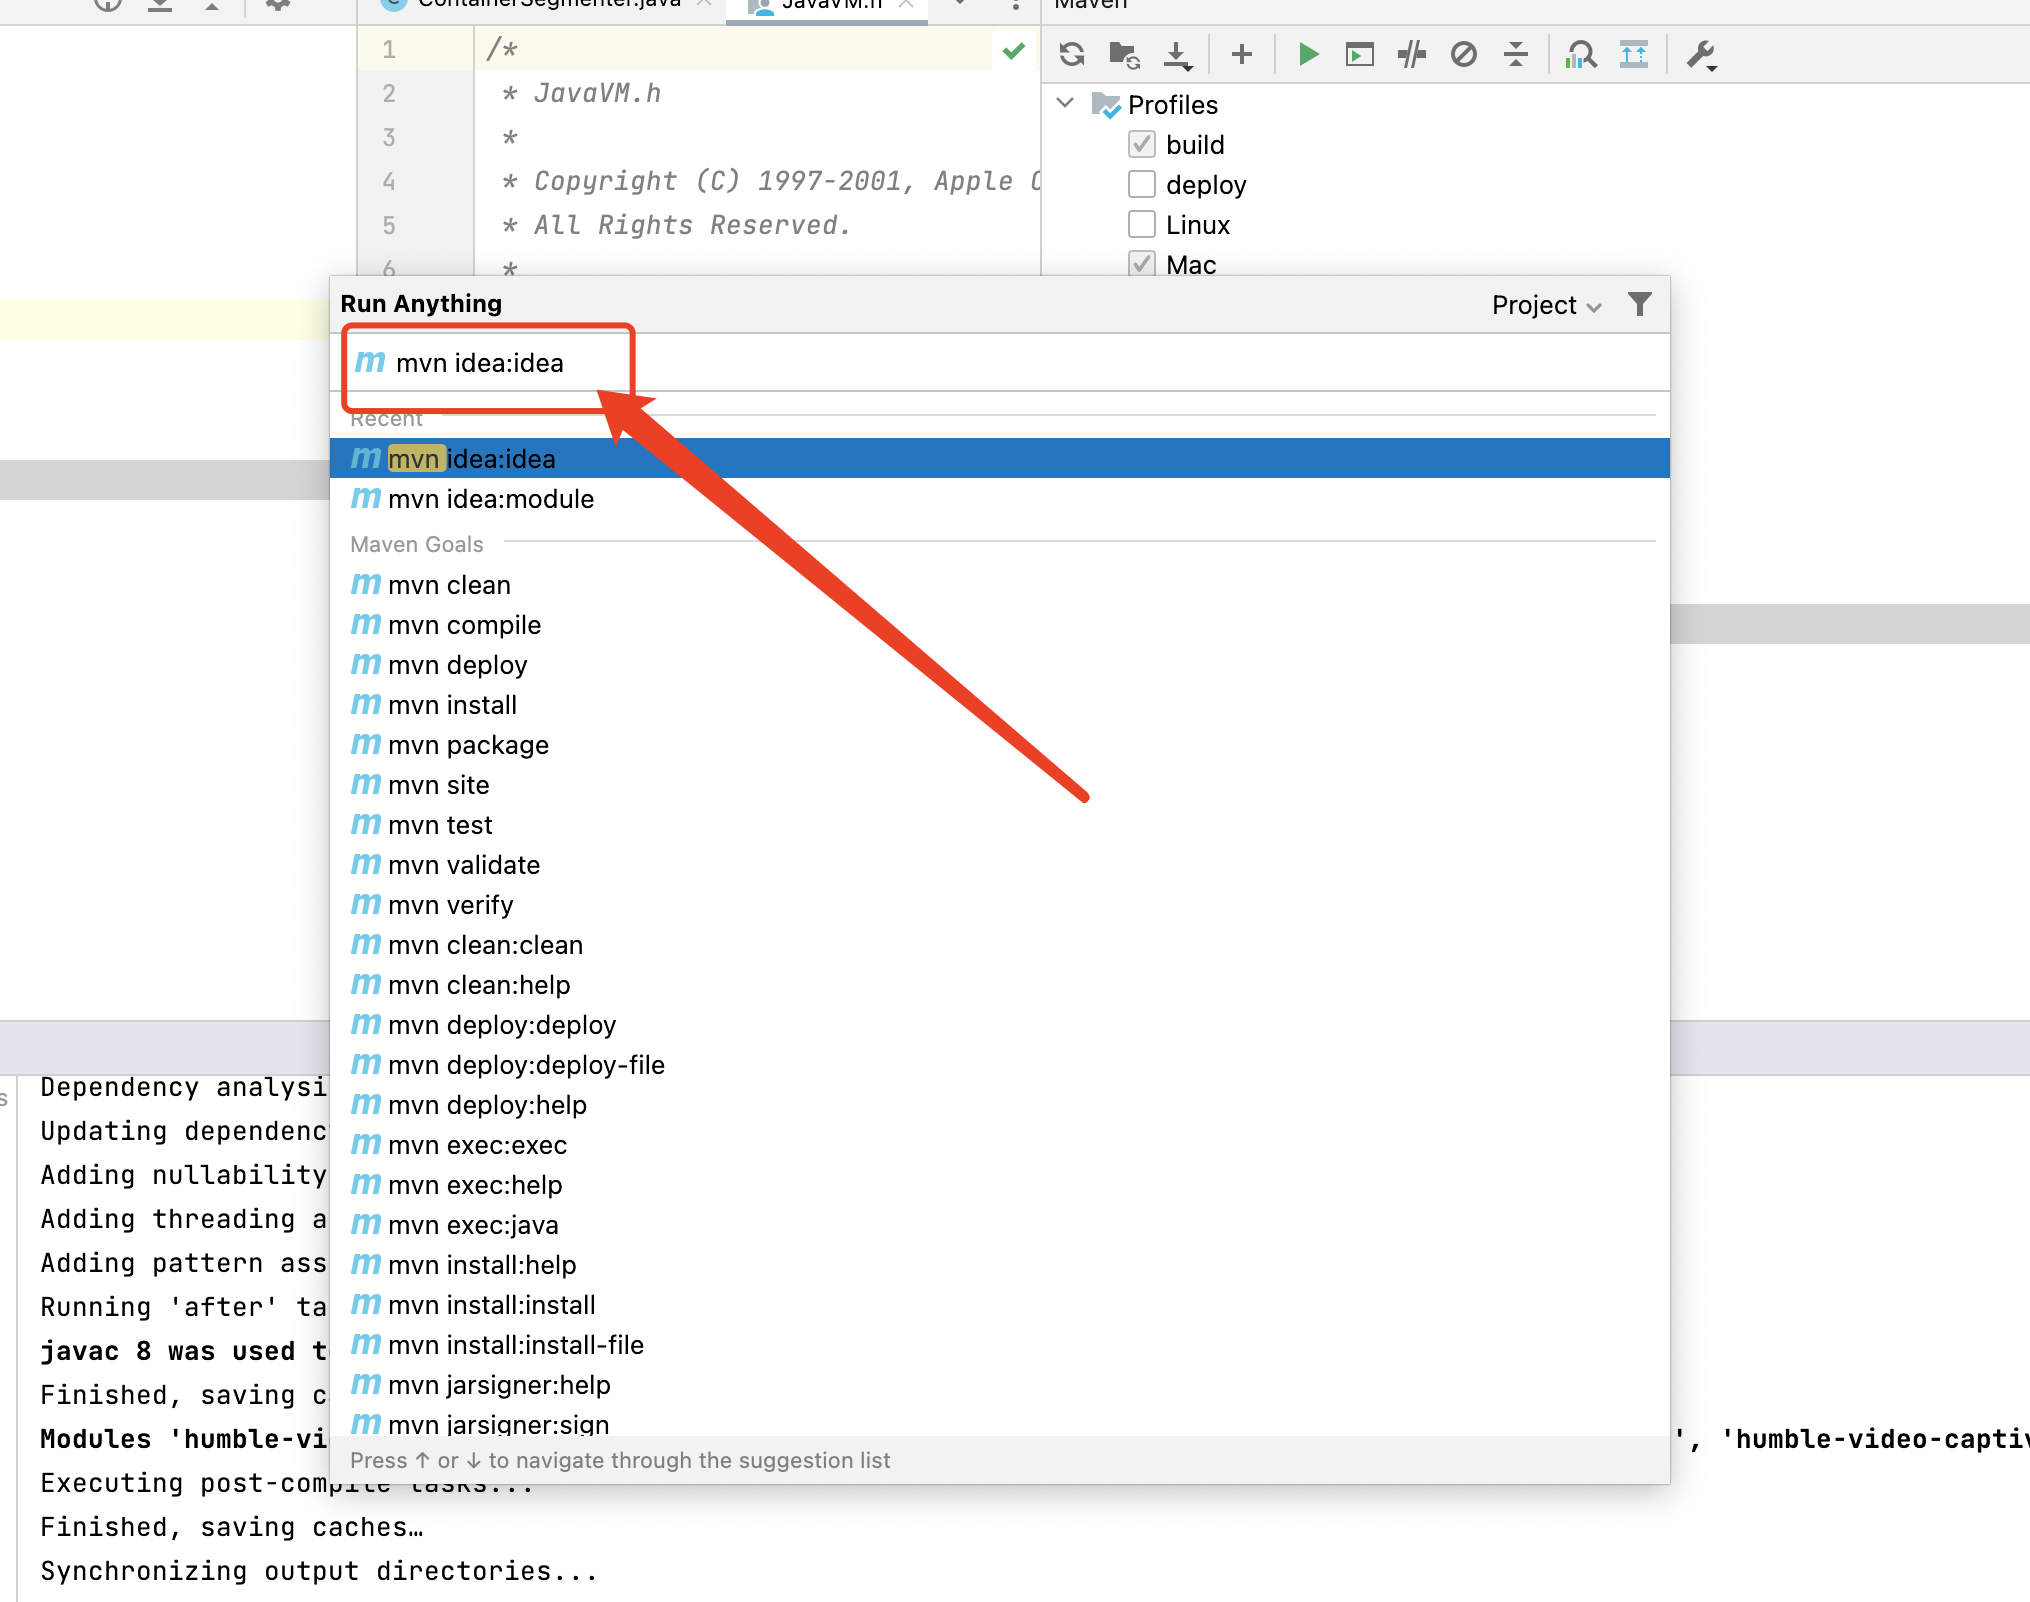 ContainerSegmenter.java
JavaVM.h
Maven
1 /*
2 * JavaVM.h
3 *
4 * Copyright (C) 1997-2001, Apple
5 * All Rights Reserved.
6 *
Profiles
build
deploy
Linux
Mac
Run Anything
Project
mvn idea:idea
Recent
mvn idea:idea
mvn idea:module
Maven Goals
mvn clean
mvn compile
mvn deploy
mvn install
mvn package
mvn site
mvn test
mvn validate
mvn verify
mvn clean:clean
mvn clean:help
mvn deploy:deploy
mvn deploy:deploy-file
mvn deploy:help
mvn exec:exec
mvn exec:help
mvn exec:java
mvn install:help
mvn install:install
mvn install:install-file
mvn jarsigner:help
mvn jarsigner:sign
Press ↑ or ↓ to navigate through the suggestion list
s
Dependency analysi
Updating dependenc
Adding nullability
Adding threading a
Adding pattern ass
Running 'after' ta
javac 8 was used t
Finished, saving c
Modules 'humble-vi ', 'humble-video-captiv
Executing post-compile tasks...
Finished, saving caches…
Synchronizing output directories...